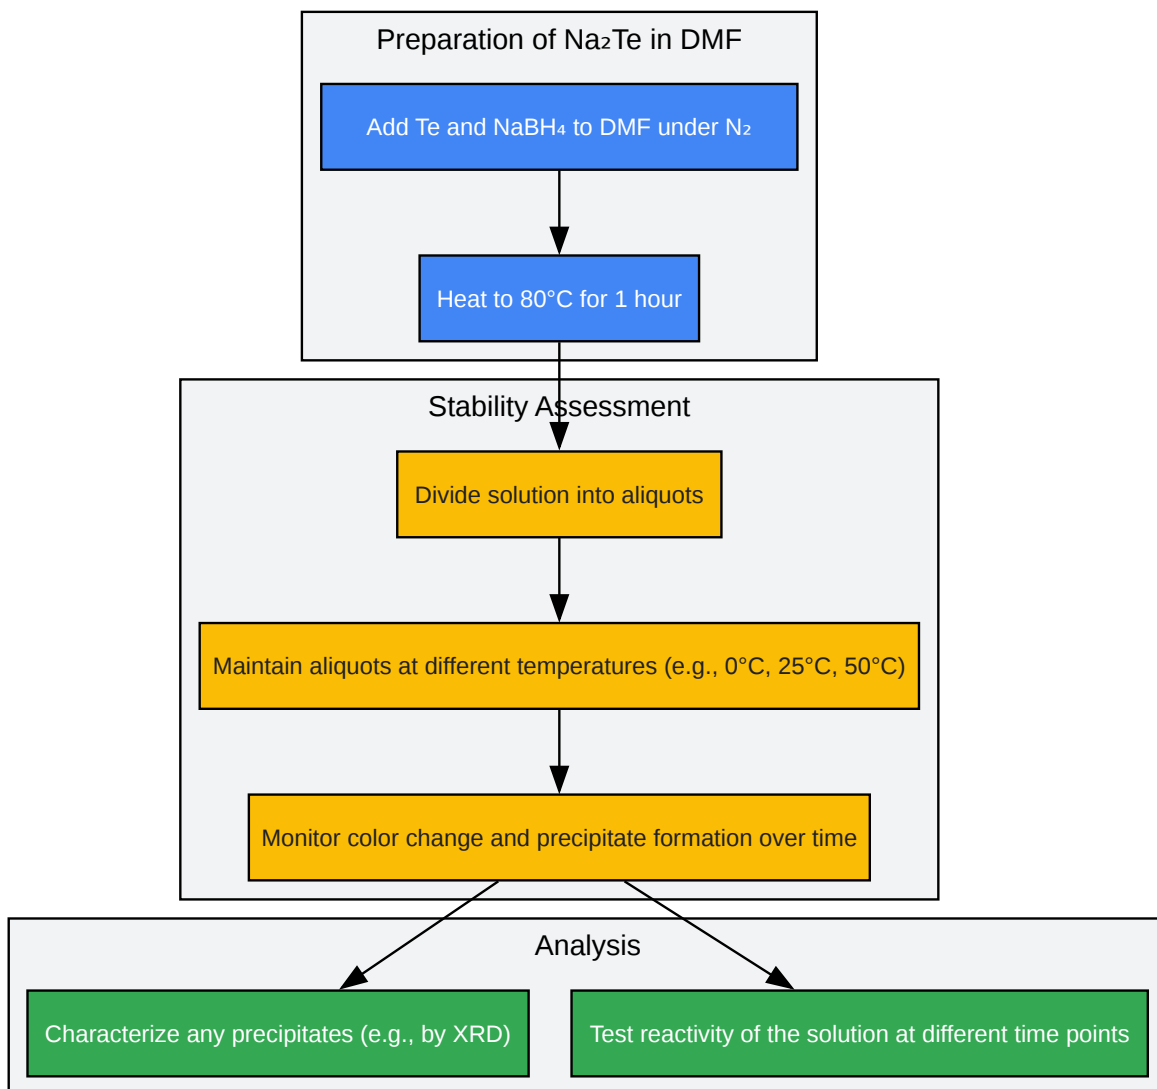 Preparation of Na₂Te in DMF
Add Te and NaBH₄ to DMF under N₂
Heat to 80°C for 1 hour
Stability Assessment
Divide solution into aliquots
Maintain aliquots at different temperatures (e.g., 0°C, 25°C, 50°C)
Monitor color change and precipitate formation over time
Analysis
Characterize any precipitates (e.g., by XRD)
Test reactivity of the solution at different time points